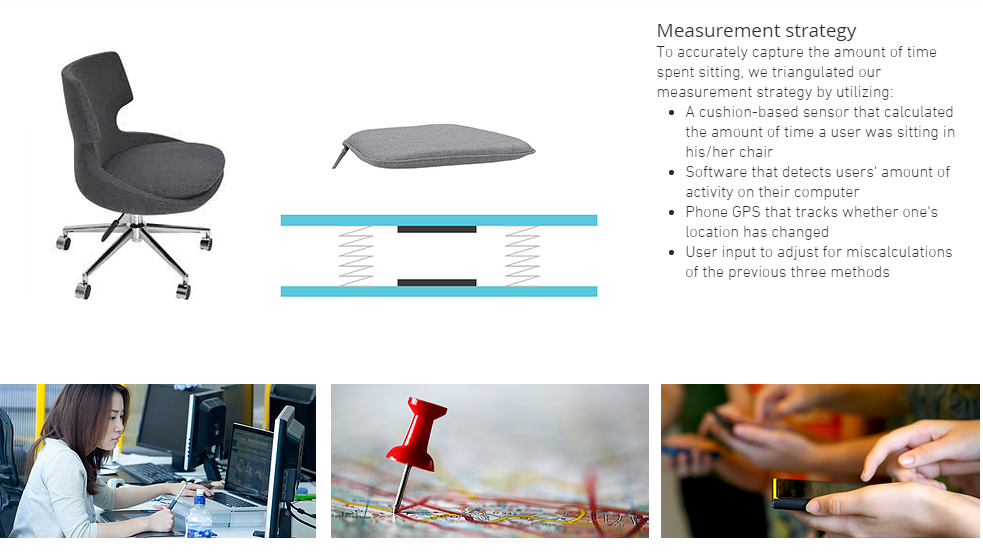 Measurement strategy
To accurately capture the amount of time
spent sitting, we triangulated our
measurement strategy by utilizing:
• A cushion-based sensor that calculated
the amount of time a user was sitting in
his/her chair
• Software that detects users' amount of
activity on their computer
• Phone GPS that tracks whether one's
location has changed
• User input to adjust for miscalculations
of the previous three methods